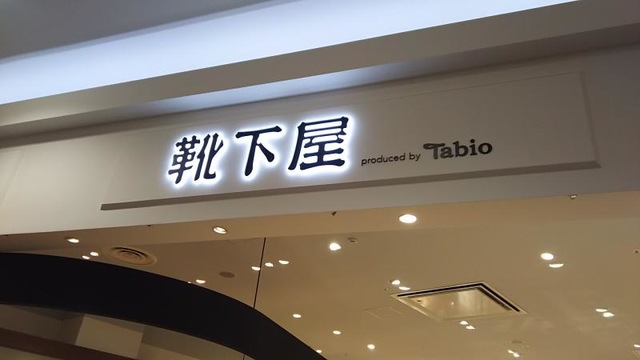 靴下屋 produced by Tabio